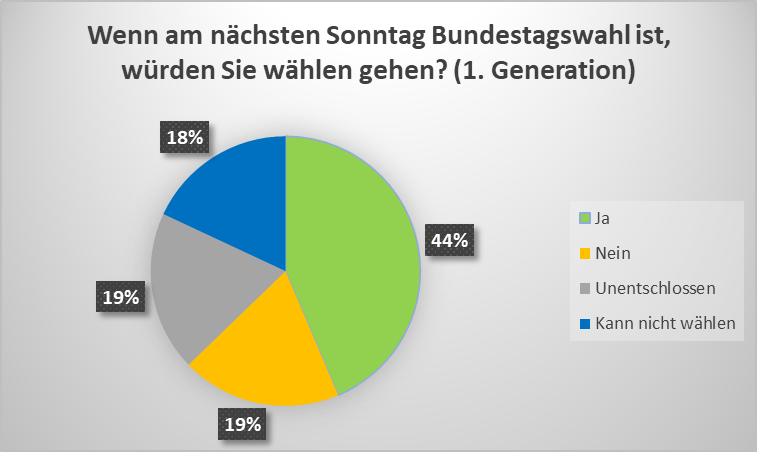 Wenn am nächsten Sonntag Bundestagswahl ist,
würden Sie wählen gehen? (1. Generation)
18%
44%
19%
19%
Ja
Nein
Unentschlossen
Kann nicht wählen